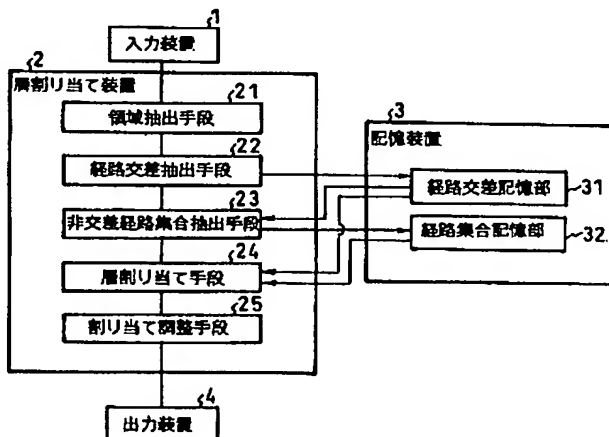 1
入力装置
2
層割り当て装置
21
領域抽出手段
22
経路交差抽出手段
23
非交差経路集合抽出手段
24
層割り当て手段
25
割り当て調整手段
3
記憶装置
経路交差記憶部 31
経路集合記憶部 32
4
出力装置